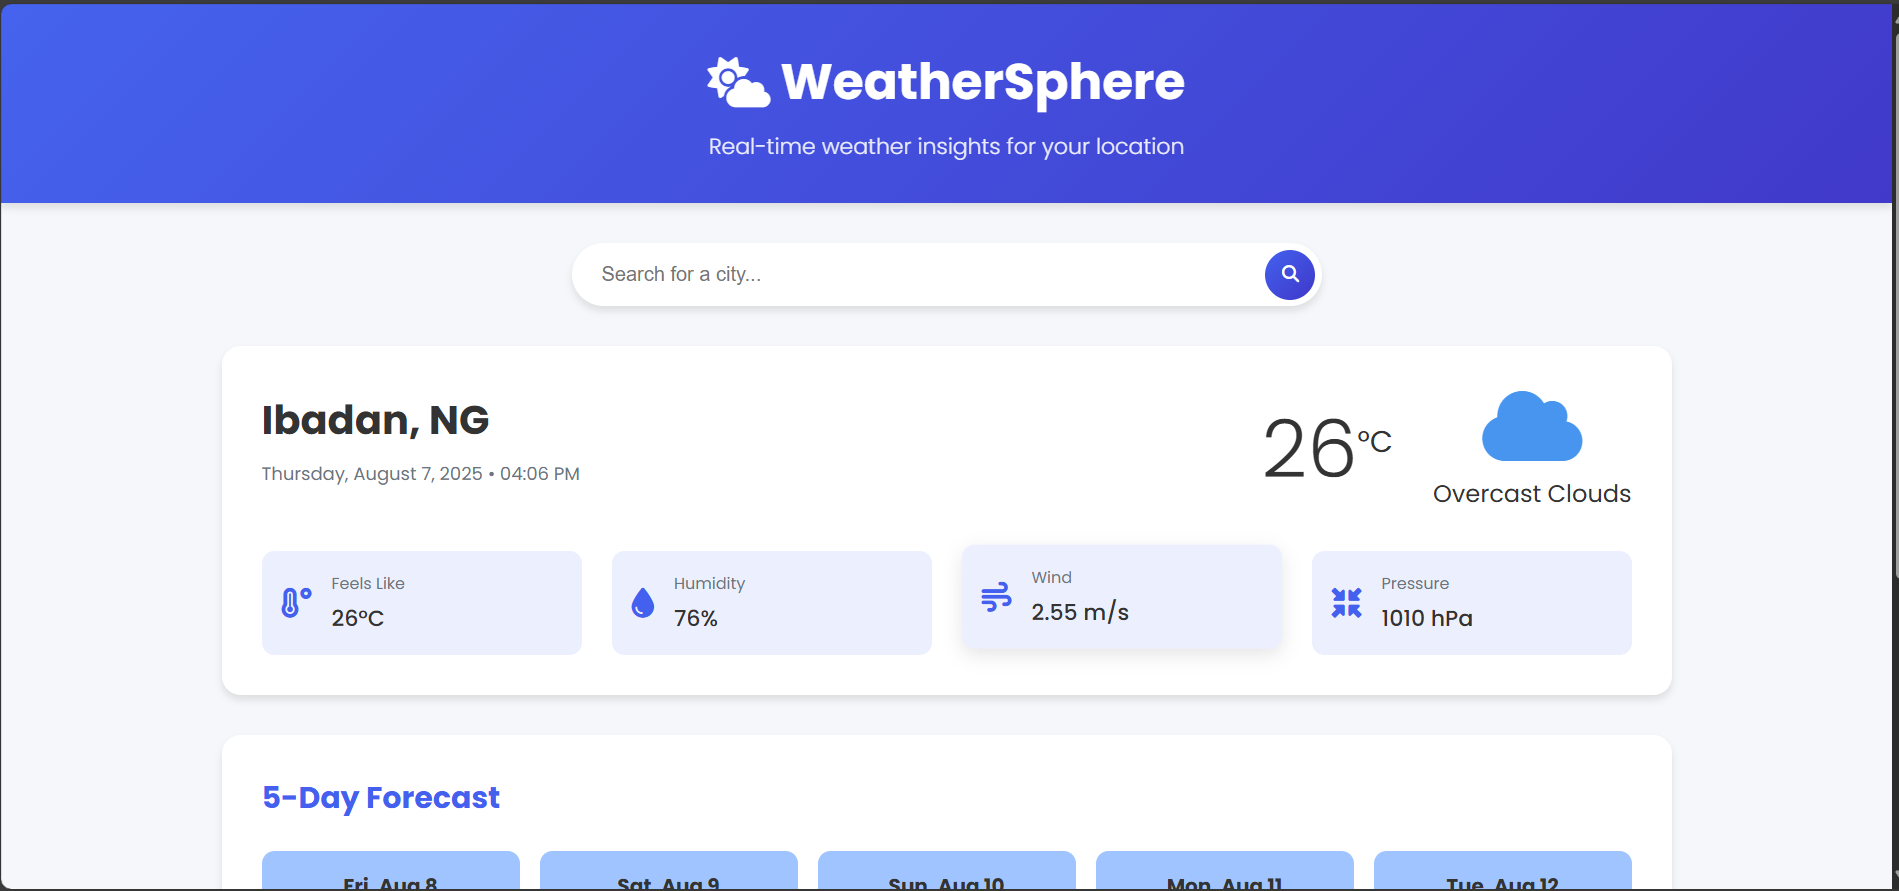 WeatherSphere
Real-time weather insights for your location
Search for a city...
Ibadan, NG
Thursday, August 7, 2025 • 04:06 PM
26°C
Overcast Clouds
Feels Like
26°C
Humidity
76%
Wind
2.55 m/s
Pressure
1010 hPa
5-Day Forecast
Fri, Aug 8
Sat, Aug 9
Sun, Aug 10
Mon, Aug 11
Tue, Aug 12